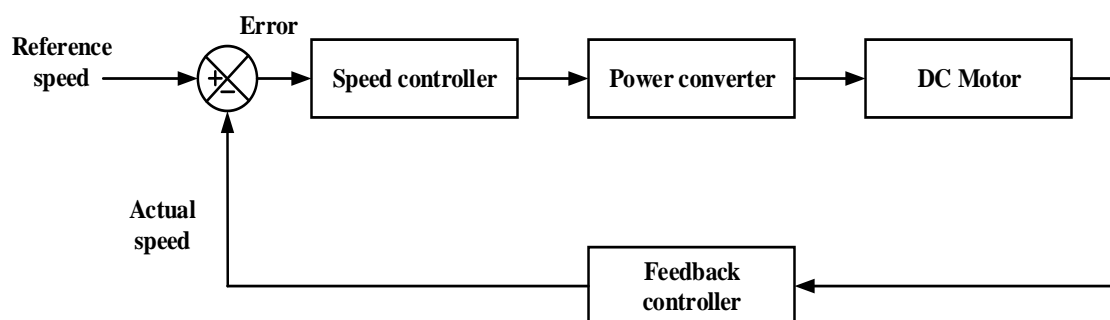 Error
Reference
speed
+
−
Speed controller
Power converter
DC Motor
Actual
speed
Feedback
controller